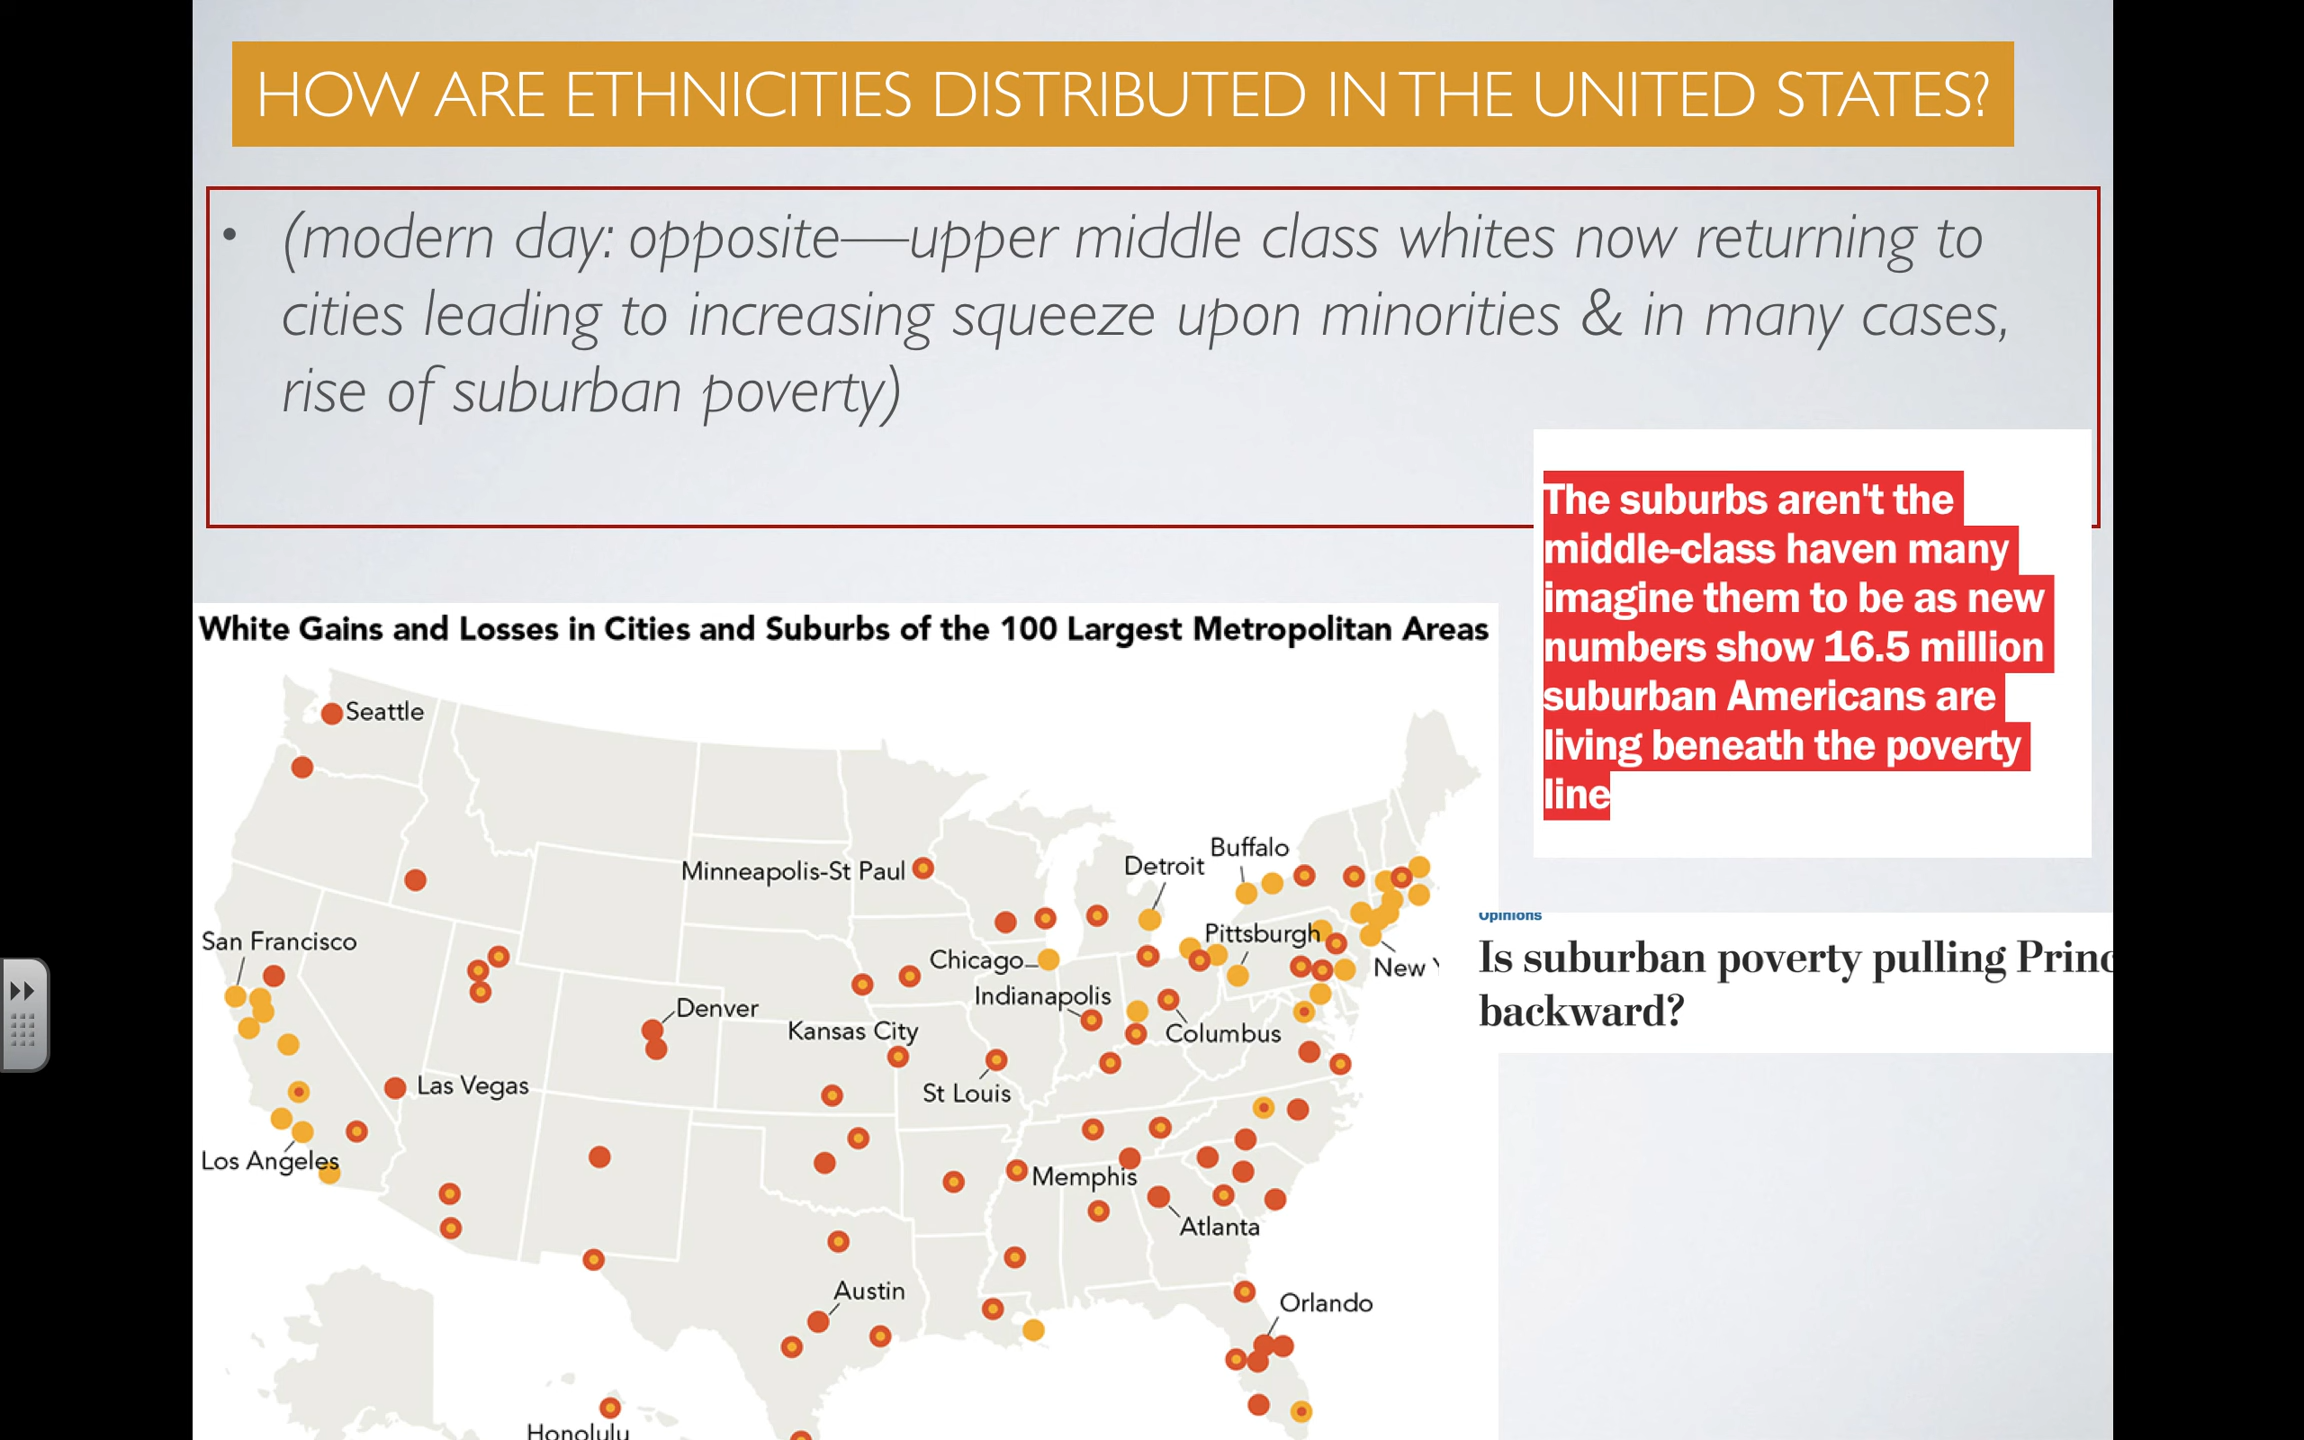 HOW ARE ETHNICITIES DISTRIBUTED IN THE UNITED STATES?
• (modern day: opposite—upper middle class whites now returning to
cities leading to increasing squeeze upon minorities & in many cases,
rise of suburban poverty)
The suburbs aren't the
middle-class haven many
imagine them to be as new
numbers show 16.5 million
suburban Americans are
living beneath the poverty
line
White Gains and Losses in Cities and Suburbs of the 100 Largest Metropolitan Areas
Seattle
Buffalo
Detroit
Minneapolis-St Paul
Pittsburgh
San Francisco
Chicago
New
Indianapolis
Denver
Kansas City
Columbus
Las Vegas
St Louis
Los Angeles
Memphis
Atlanta
Austin
Orlando
Honolulu
Opinions
Is suburban poverty pulling Princ
backward?